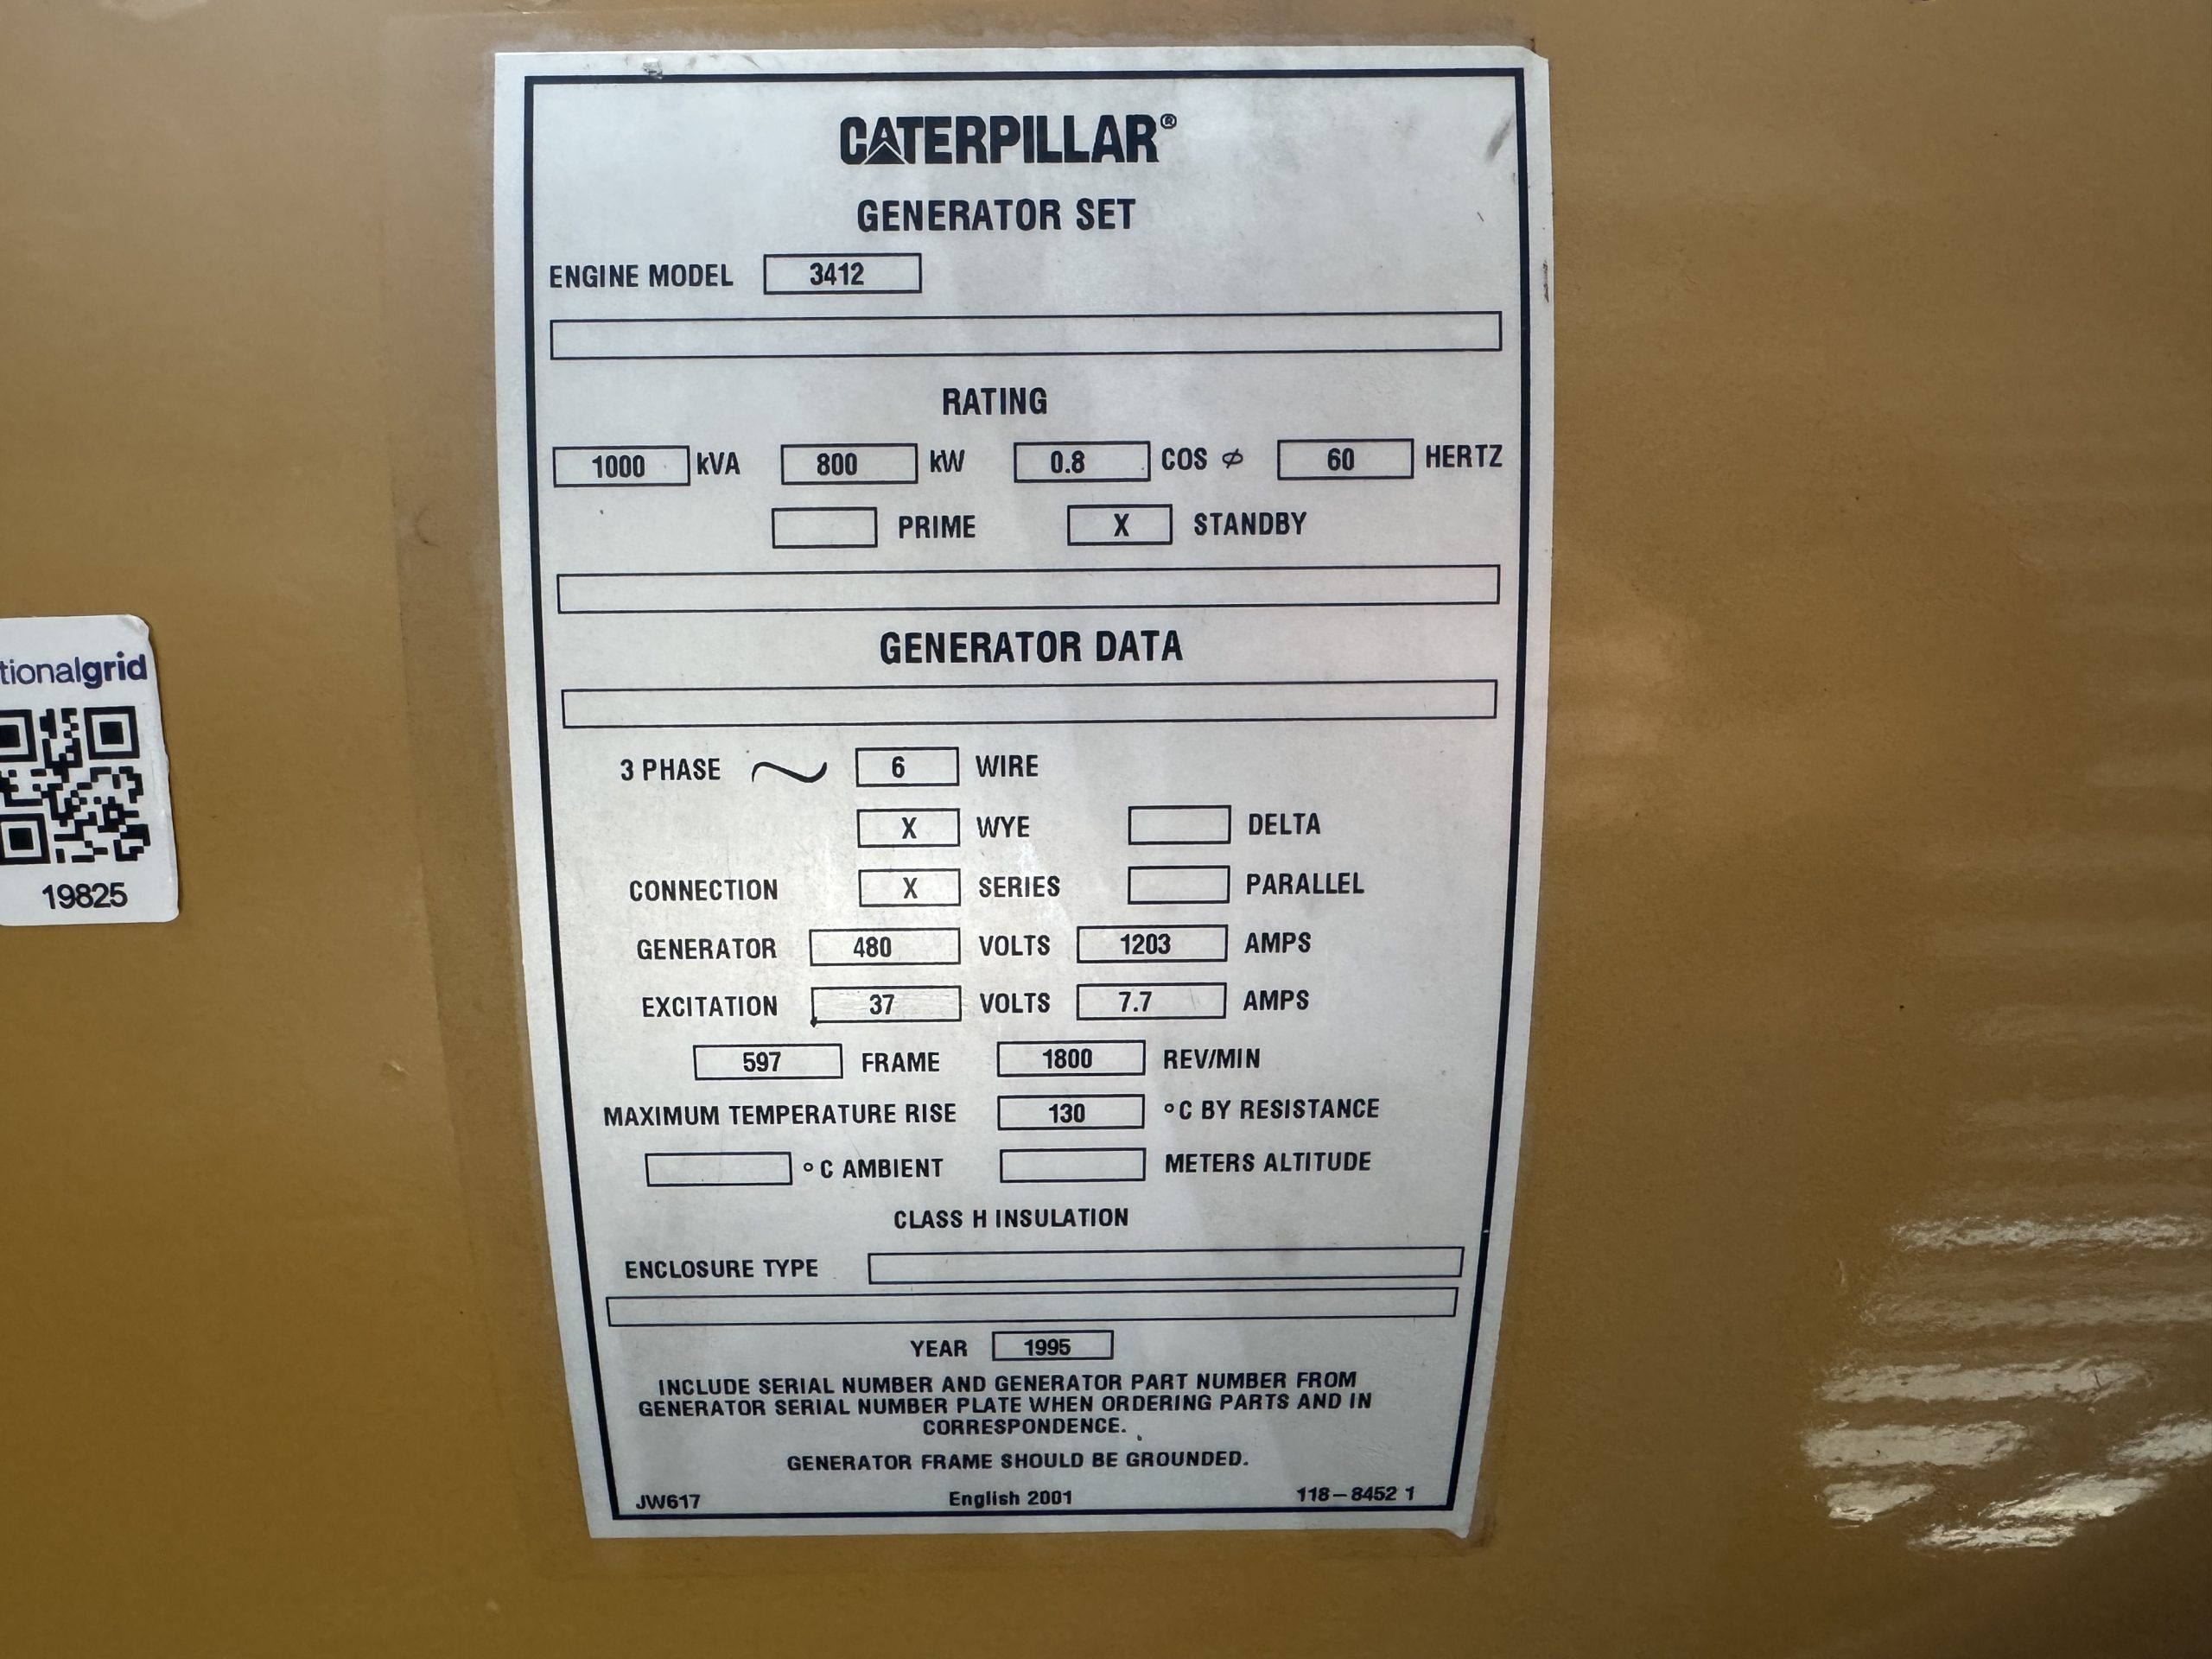 CATERPILLAR®
GENERATOR SET
ENGINE MODEL 3412
RATING
1000 kVA 800 kW 0.8 COS ϕ 60 HERTZ
PRIME X STANDBY
GENERATOR DATA
3 PHASE ~ 6 WIRE
X WYE DELTA
CONNECTION X SERIES PARALLEL
GENERATOR 480 VOLTS 1203 AMPS
EXCITATION 37 VOLTS 7.7 AMPS
597 FRAME 1800 REV/MIN
MAXIMUM TEMPERATURE RISE 130 °C BY RESISTANCE
°C AMBIENT METERS ALTITUDE
CLASS H INSULATION
ENCLOSURE TYPE
YEAR 1995
INCLUDE SERIAL NUMBER AND GENERATOR PART NUMBER FROM
GENERATOR SERIAL NUMBER PLATE WHEN ORDERING PARTS AND IN
CORRESPONDENCE.
GENERATOR FRAME SHOULD BE GROUNDED.
JW617 English 2001 118-8452 1
tionalgrid
19825